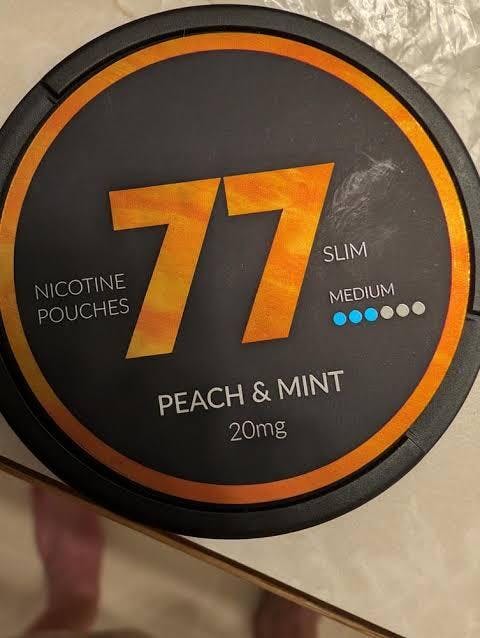 77
SLIM
NICOTINE
POUCHES
MEDIUM
PEACH & MINT
20mg